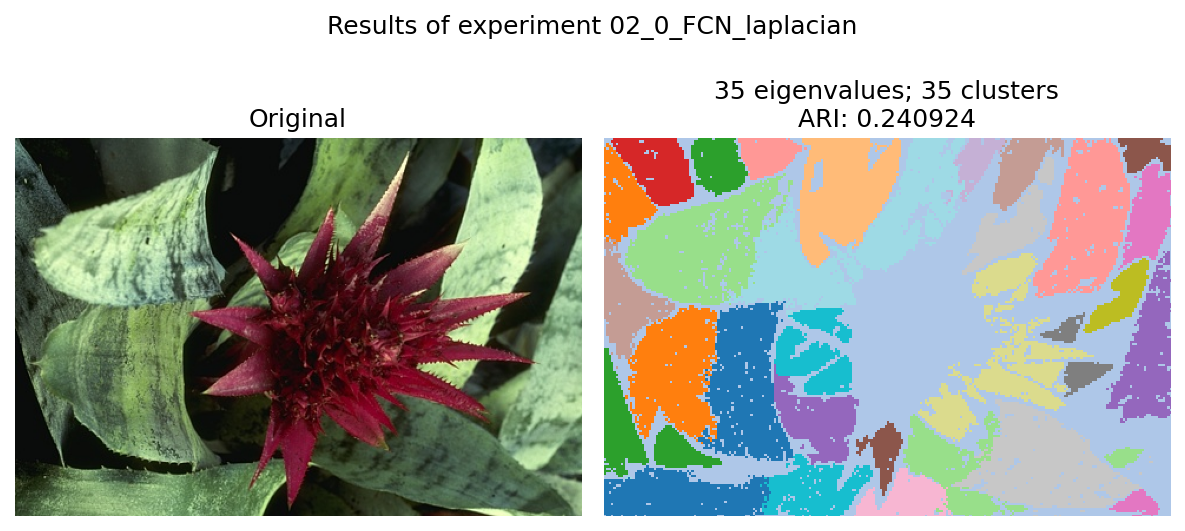 Results of experiment 02_0_FCN_laplacian
Original
35 eigenvalues; 35 clusters
ARI: 0.240924